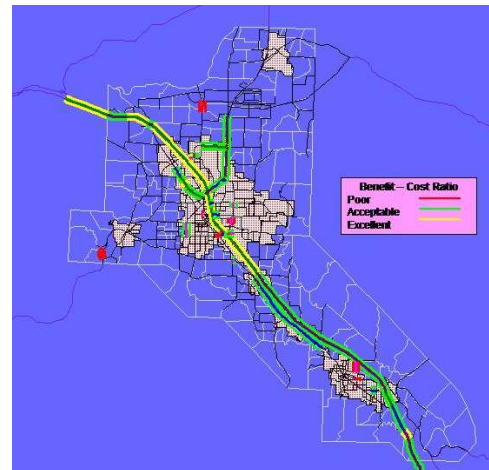 Benefit – Cost Ratio
Poor
Acceptable
Excellent